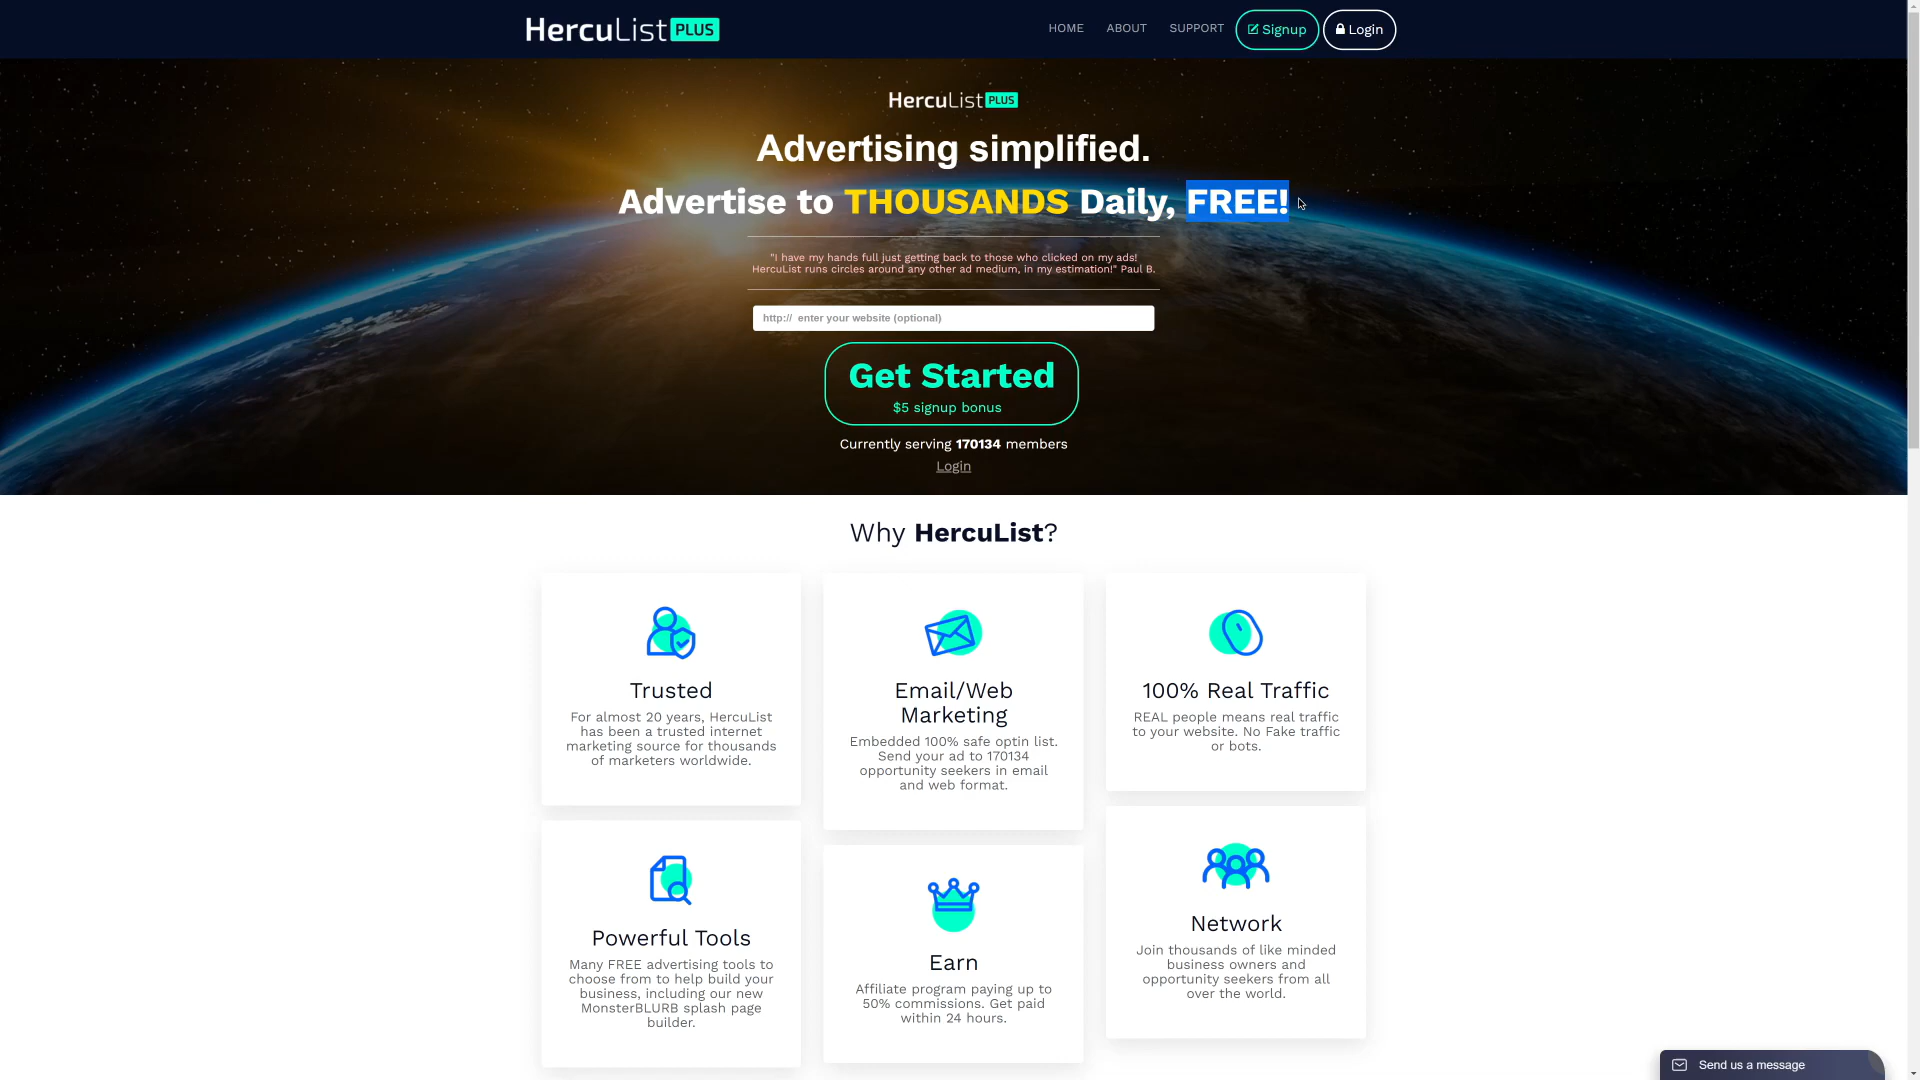 HercuList PLUS
HOME
ABOUT
SUPPORT
Signup
Login
HercuList PLUS
Advertising simplified.
Advertise to THOUSANDS Daily, FREE!
"I have my hands full just getting back to those who clicked on my ads!
HercuList runs circles around any other ad medium, in my estimation!" Paul B.
http:// enter your website (optional)
Get Started
$5 signup bonus
Currently serving 170134 members
Login
Why HercuList?
Trusted
For almost 20 years, HercuList
has been a trusted internet
marketing source for thousands
of marketers worldwide.
Email/Web
Marketing
Embedded 100% safe optin list.
Send your ad to 170134
opportunity seekers in email
and web format.
100% Real Traffic
REAL people means real traffic
to your website. No Fake traffic
or bots.
Powerful Tools
Many FREE advertising tools to
choose from to help build your
business, including our new
MonsterBLURB splash page
builder.
Earn
Affiliate program paying up to
50% commissions. Get paid
within 24 hours.
Network
Join thousands of like minded
business owners and
opportunity seekers from all
over the world.
Send us a message